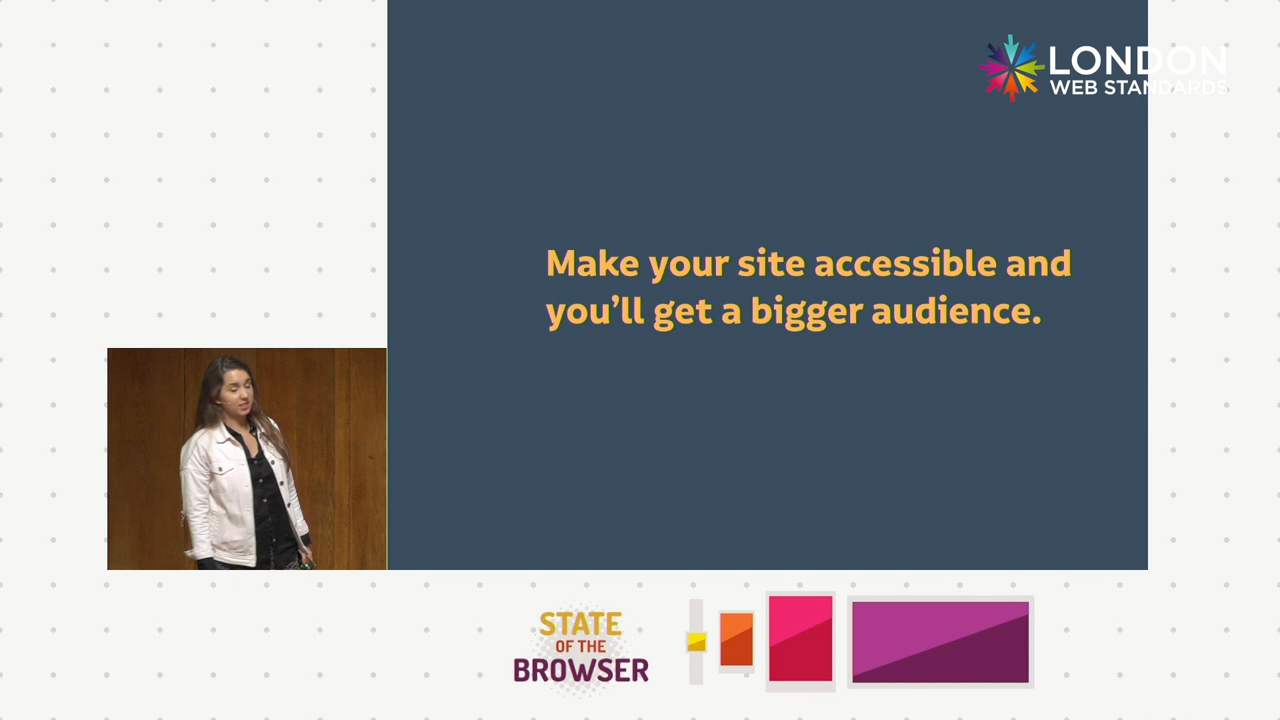 LONDON
WEB STANDARDS
Make your site accessible and
you’ll get a bigger audience.
STATE
OF THE
BROWSER